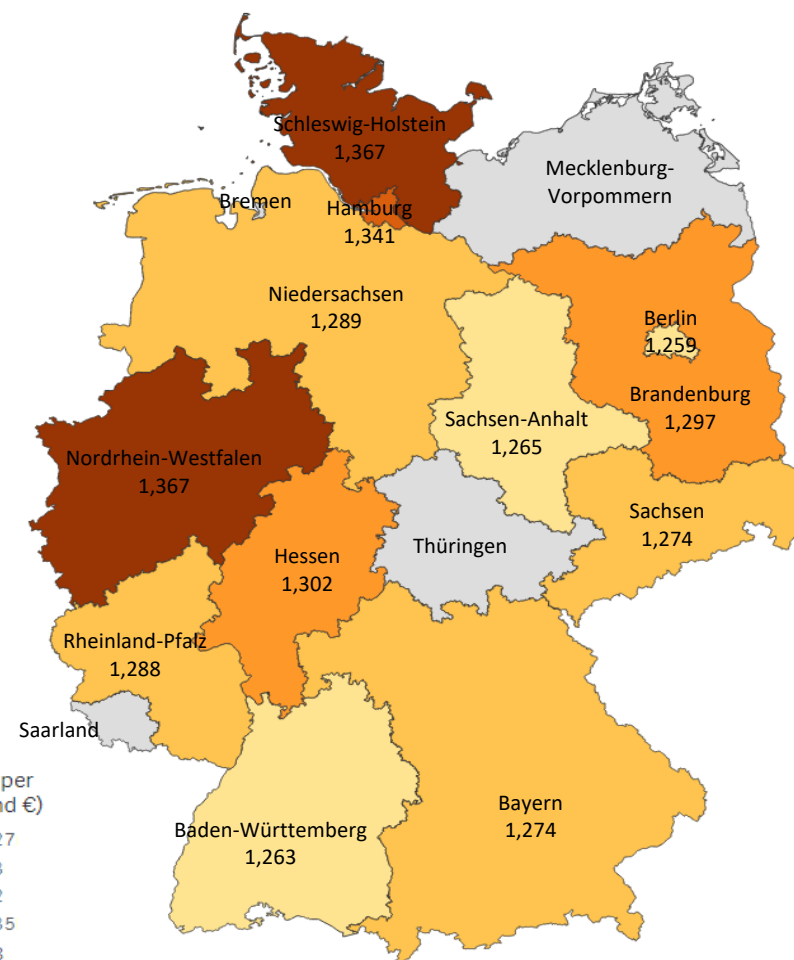 Schleswig-Holstein
1,367
Mecklenburg-
Vorpommern
Bremen
Hamburg
1,341
Niedersachsen
1,289
Berlin
1,259
Brandenburg
1,297
Sachsen-Anhalt
1,265
Nordrhein-Westfalen
1,367
Sachsen
1,274
Thüringen
Hessen
1,302
Rheinland-Pfalz
1,288
Saarland
per
€)
27
Bayern
1,274
Baden-Württemberg
1,263
35